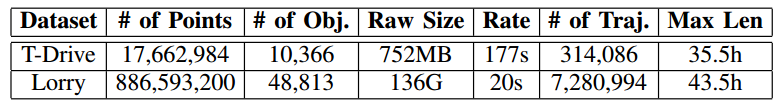 Dataset # of Points # of Obj. Raw Size Rate # of Traj. Max Len
T-Drive 17,662,984 10,366 752MB 177s 314,086 35.5h
Lorry 886,593,200 48,813 136G 20s 7,280,994 43.5h